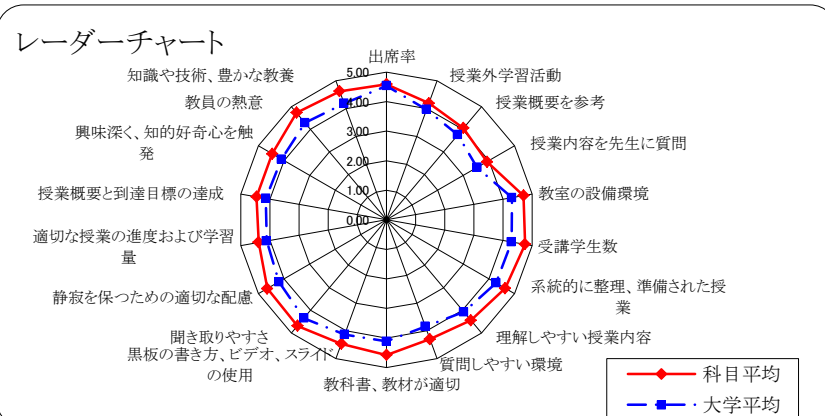 レーダーチャート
出席率
授業外学習活動
授業概要を参考
授業内容を先生に質問
教室の設備環境
受講学生数
系統的に整理、準備された授
業
理解しやすい授業内容
質問しやすい環境
教科書、教材が適切
黒板の書き方、ビデオ、スライド
の使用
聞き取りやすさ
静寂を保つための適切な配慮
適切な授業の進度および学習
量
授業概要と到達目標の達成
興味深く、知的好奇心を触
発
教員の熱意
知識や技術、豊かな教養
5.00
4.00
3.00
2.00
1.00
0.00
科目平均
大学平均